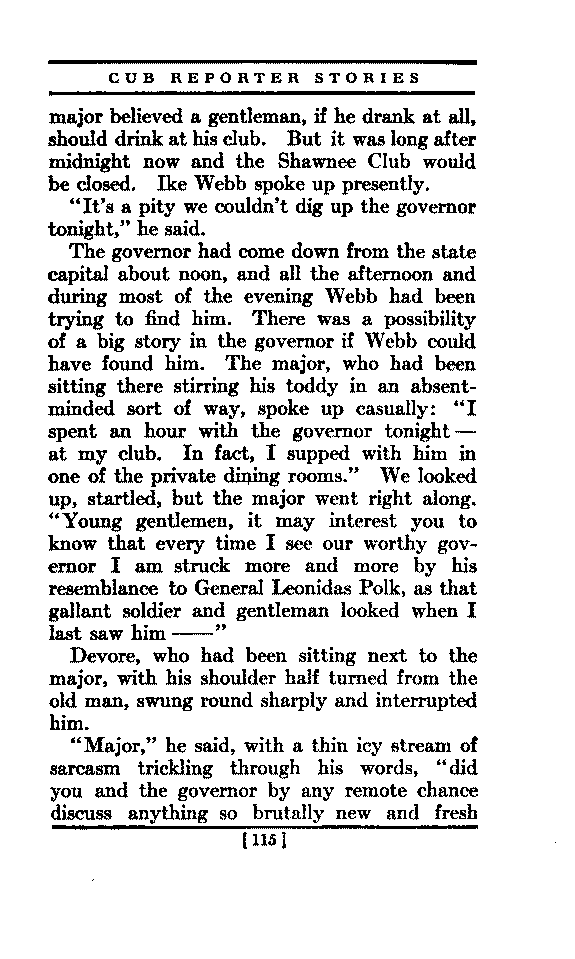 CUB REPORTER STORIES
major believed a gentleman, if he drank at all,
should drink at his club. But it was long after
midnight now and the Shawnee Club would
be closed. Ike Webb spoke up presently.
"It's a pity we couldn't dig up the governor
tonight," he said.
The governor had come down from the state
capital about noon, and all the afternoon and
during most of the evening Webb had been
trying to find him. There was a possibility
of a big story in the governor if Webb could
have found him. The major, who had been
sitting there stirring his toddy in an absent-
minded sort of way, spoke up casually: "I
spent an hour with the governor tonight —
at my club. In fact, I supped with him in
one of the private dining rooms." We looked
up, startled, but the major went right along.
"Young gentlemen, it may interest you to
know that every time I see our worthy gov-
ernor I am struck more and more by his
resemblance to General Leonidas Polk, as that
gallant soldier and gentleman looked when I
last saw him ——"
Devore, who had been sitting next to the
major, with his shoulder half turned from the
old man, swung round sharply and interrupted
him.
"Major," he said, with a thin icy stream of
sarcasm trickling through his words, "did
you and the governor by any remote chance
discuss anything so brutally new and fresh
[115]